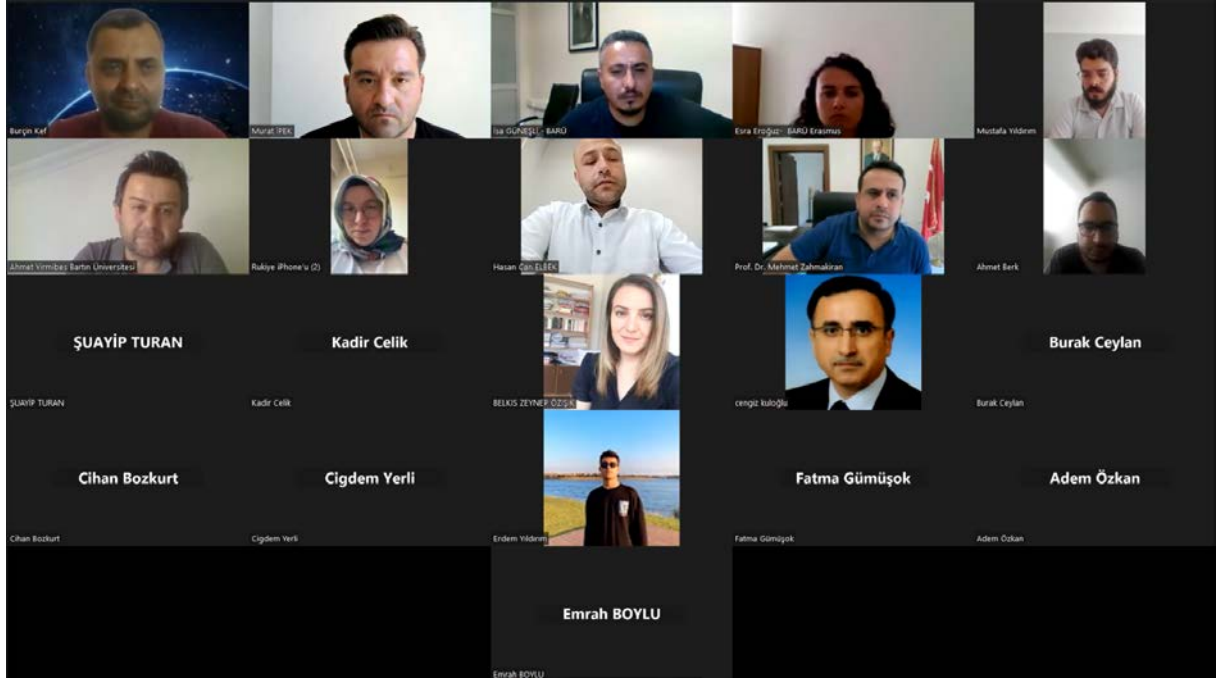 Burçin Kef
Murat İPEK
İsa GÜNEŞLİ - BARÜ
Esra Eroğuz- BARÜ Erasmus
Mustafa Yıldırım
Ahmet Virmibeş Bartın Üniversitesi
Rukiye iPhone'u (2)
Hasan Can ELBEK
Prof. Dr. Mehmet Zahmakiran
Ahmet Berk
ŞUAYİP TURAN
Kadir Celik
Burak Ceylan
ŞUAYİP TURAN
Kadir Celik
BELKIS ZEYNEP ÖZIŞIK
cengiz kuloğlu
Burak Ceylan
Cihan Bozkurt
Cigdem Yerli
Fatma Gümüşok
Adem Özkan
Cihan Bozkurt
Cigdem Yerli
Erdem Yıldırım
Fatma Gümüşok
Adem Özkan
Emrah BOYLU
Emrah BOYLU